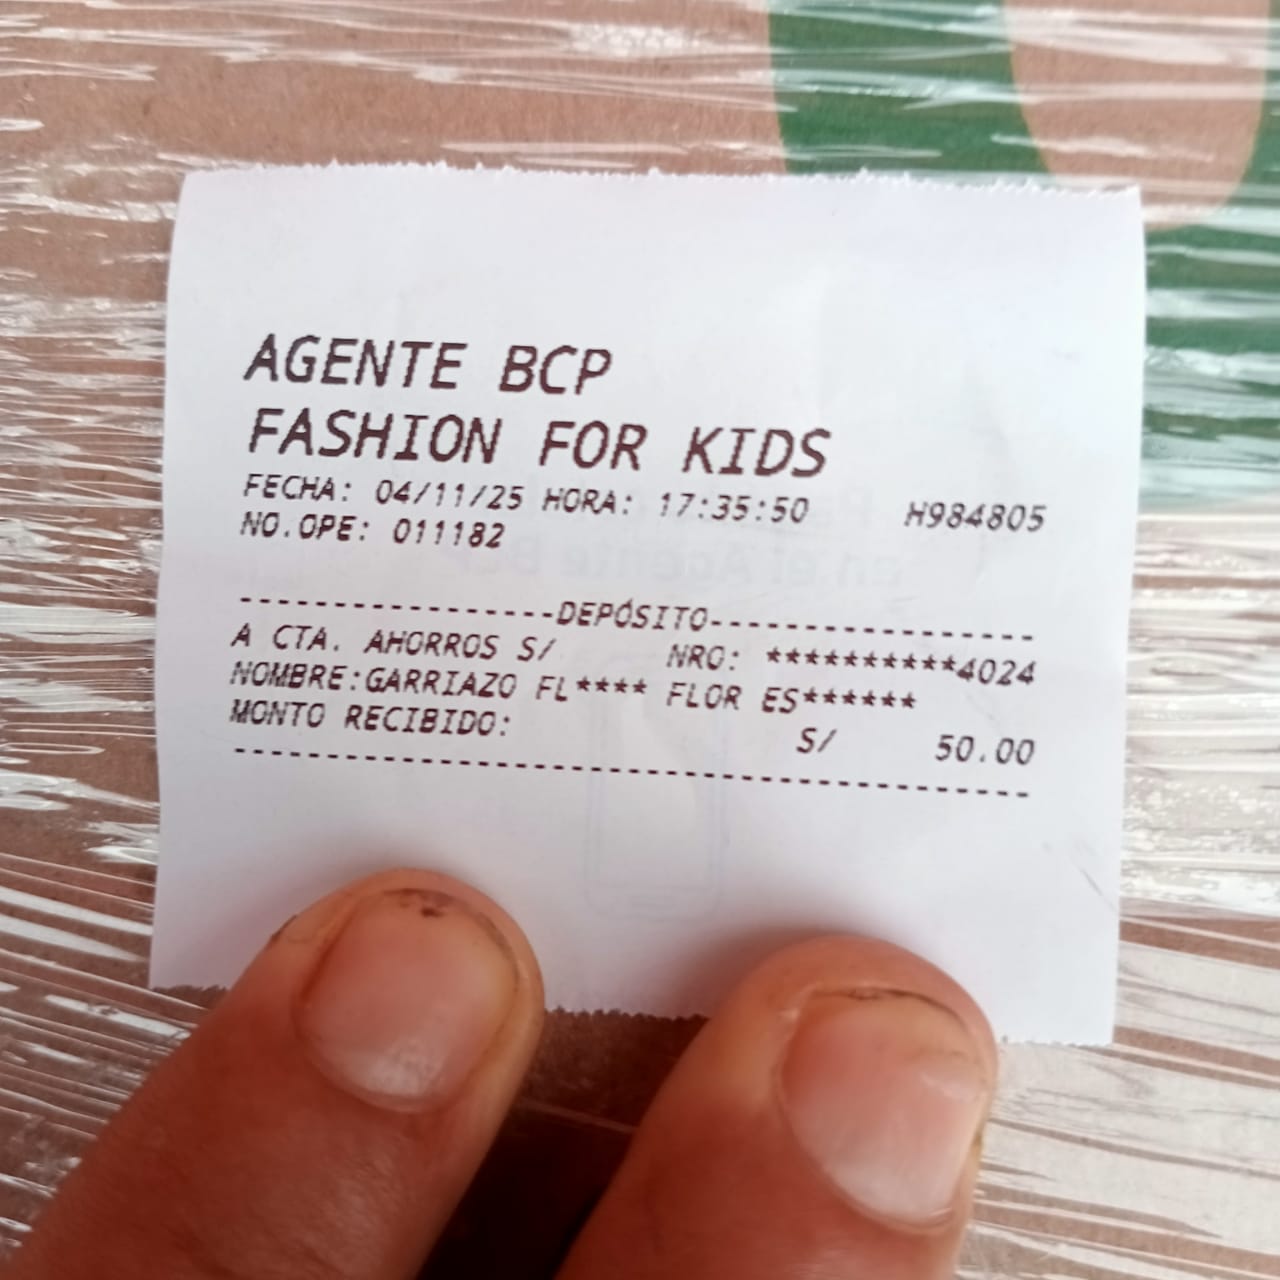 AGENTE BCP
FASHION FOR KIDS
FECHA: 04/11/25 HORA: 17:35:50 H984805
NO.OPE: 011182
-----------------DEPÓSITO-----------------
A CTA. AHORROS S/ NRO: **********4024
NOMBRE:GARRIAZO FL**** FLOR ES******
MONTO RECIBIDO: S/ 50.00
------------------------------------------